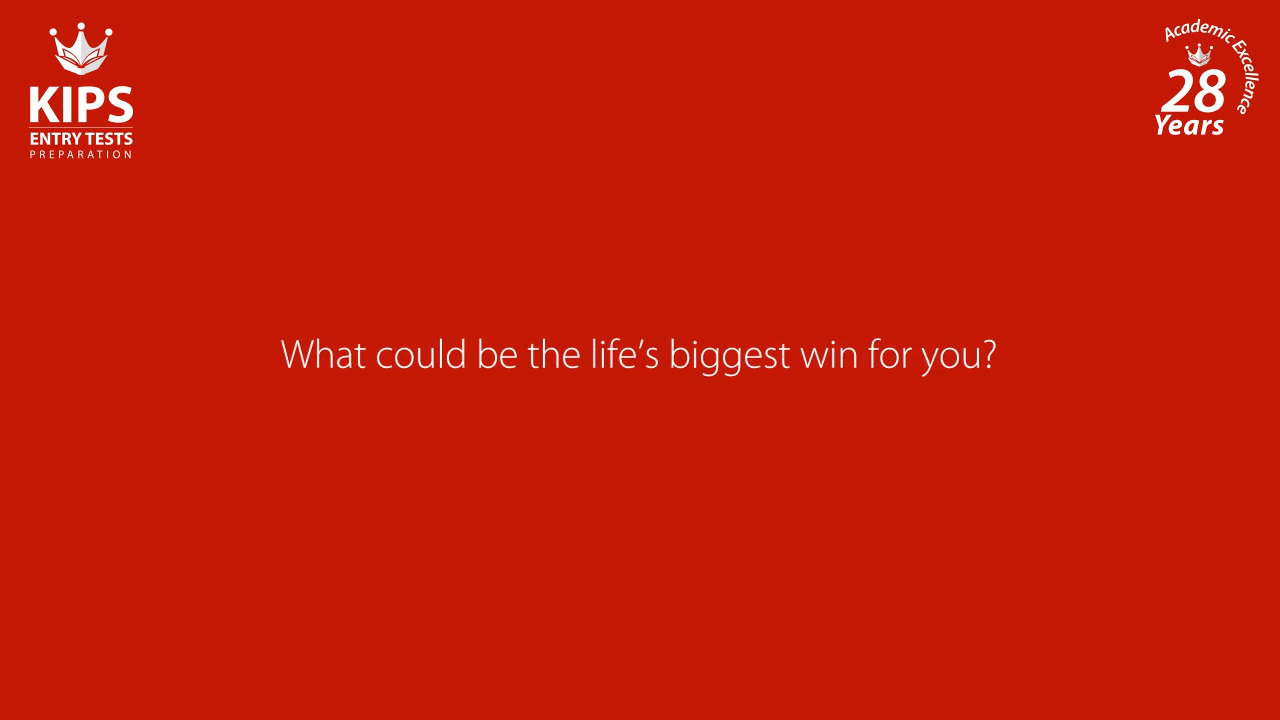 KIPS
ENTRY TESTS
PREPARATION
Academic Excellence
28
Years
What could be the life’s biggest win for you?